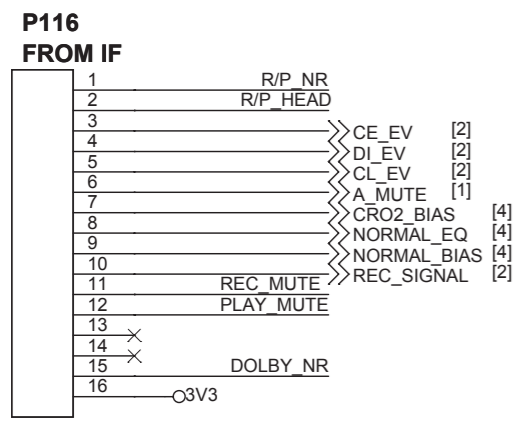 P116
FROM IF
1 R/P_NR
2 R/P_HEAD
3 CE_EV [2]
4 DI_EV [2]
5 CL_EV [2]
6 A_MUTE [1]
7 CRO2_BIAS [4]
8 NORMAL_EQ [4]
9 NORMAL_BIAS [4]
10 REC_SIGNAL [2]
11 REC_MUTE
12 PLAY_MUTE
13
14
15 DOLBY_NR
16 3V3